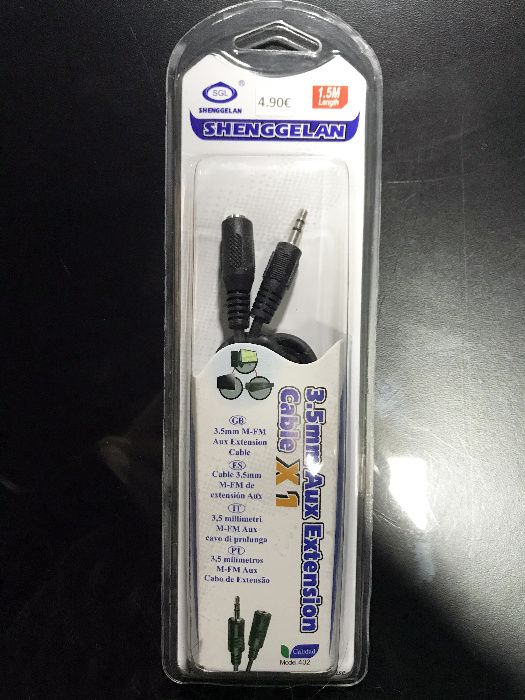 SGL
®
SHENGGELAN
4.90€
1.5M
Length
SHENGGELAN
3.5mm Aux Extension
Cable X1
GB
3.5mm M-FM
Aux Extension
Cable
ES
Cable 3.5mm
M-FM de
extensión Aux
IT
3,5 millimetri
M-FM Aux
cavo di prolunga
PT
3,5 milímetros
M-FM Aux
Cabo de Extensão
Calidad
Model:402